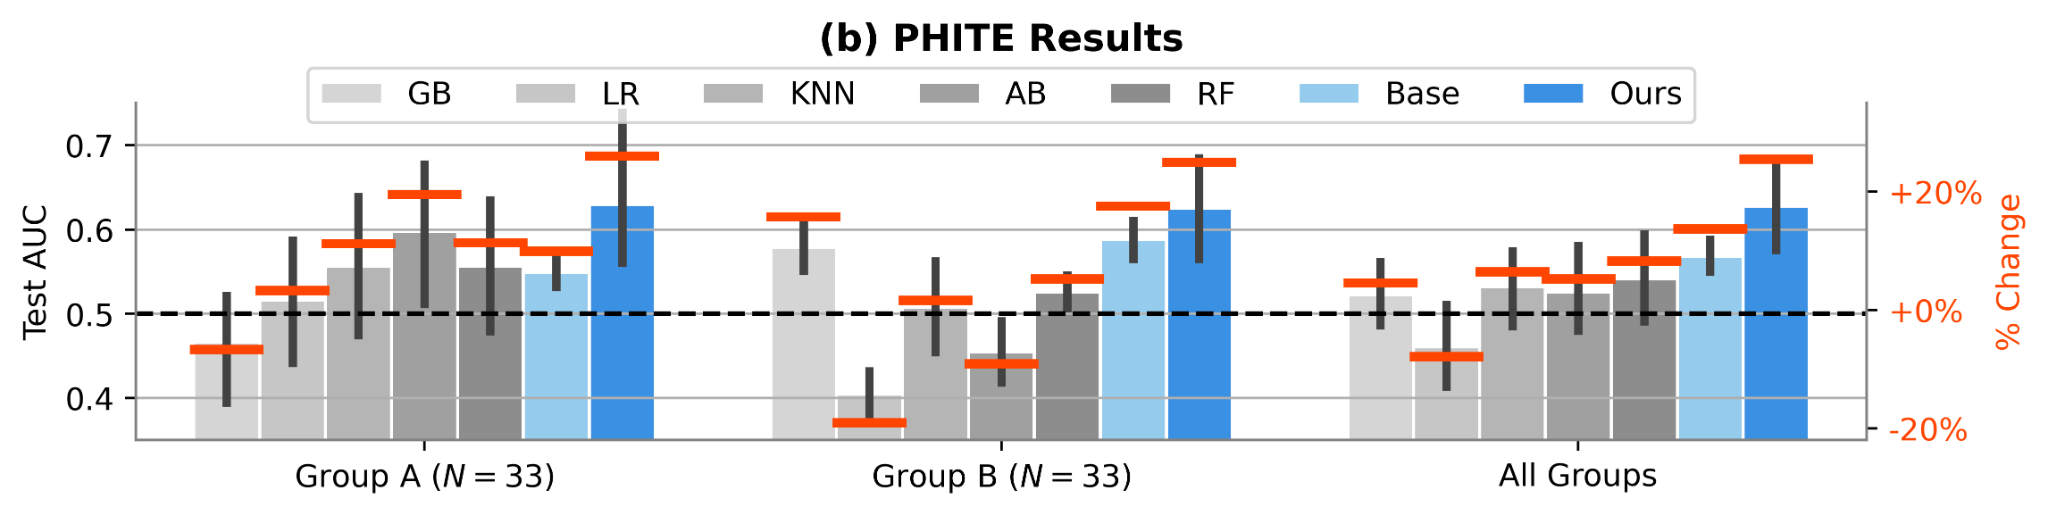 (b) PHITE Results
GB LR KNN AB RF Base Ours
0.7
0.6
0.5
0.4
Test AUC
+20%
+0%
-20%
% Change
Group A (N = 33) Group B (N = 33) All Groups